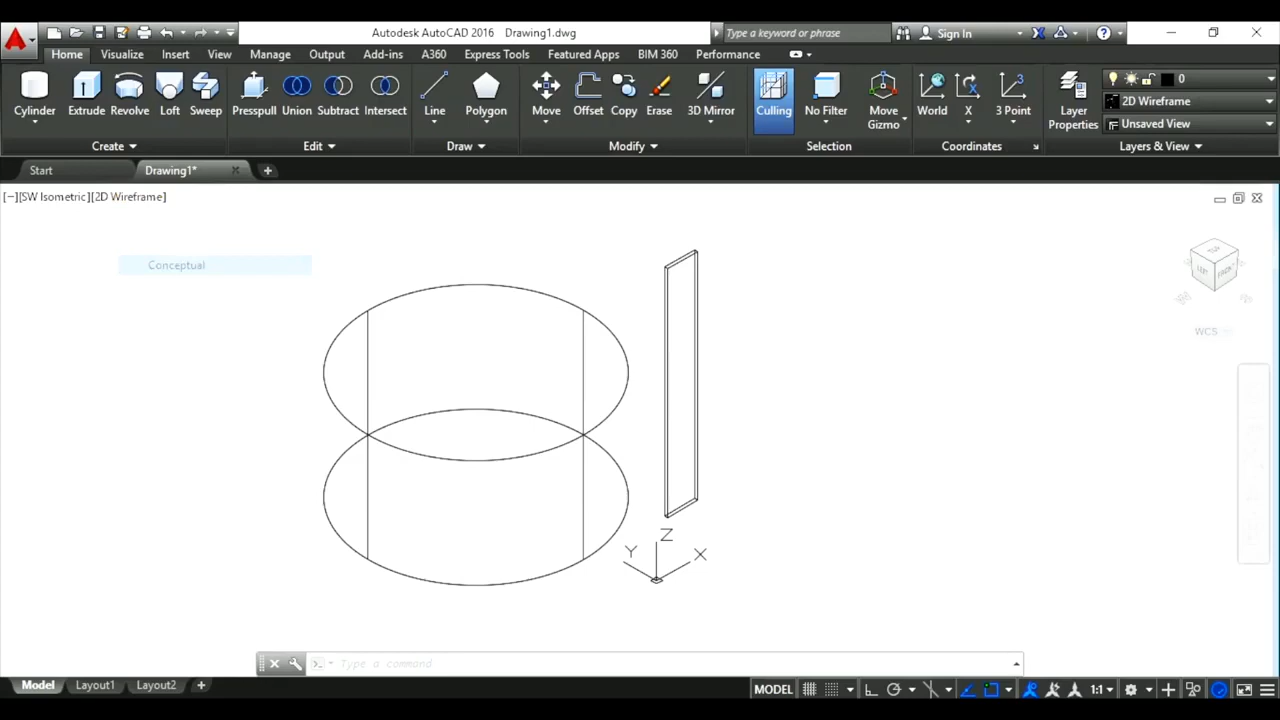 Autodesk AutoCAD 2016 Drawing1.dwg
Type a keyword or phrase
Sign In
Home Visualize Insert View Manage Output Add-ins A360 Express Tools Featured Apps BIM 360 Performance
Cylinder Extrude Revolve Loft Sweep Presspull Union Subtract Intersect Line Polygon Move Offset Copy Erase 3D Mirror Culling No Filter Move Gizmo World X 3 Point Layer Properties
0
2D Wireframe
Unsaved View
Create Edit Draw Modify Selection Coordinates Layers & View
Start Drawing1* 
[−][SW Isometric][2D Wireframe]
Conceptual
TOP
LEFT FRONT
WCS
Z
Y X
Type a command
Model Layout1 Layout2
MODEL 1:1